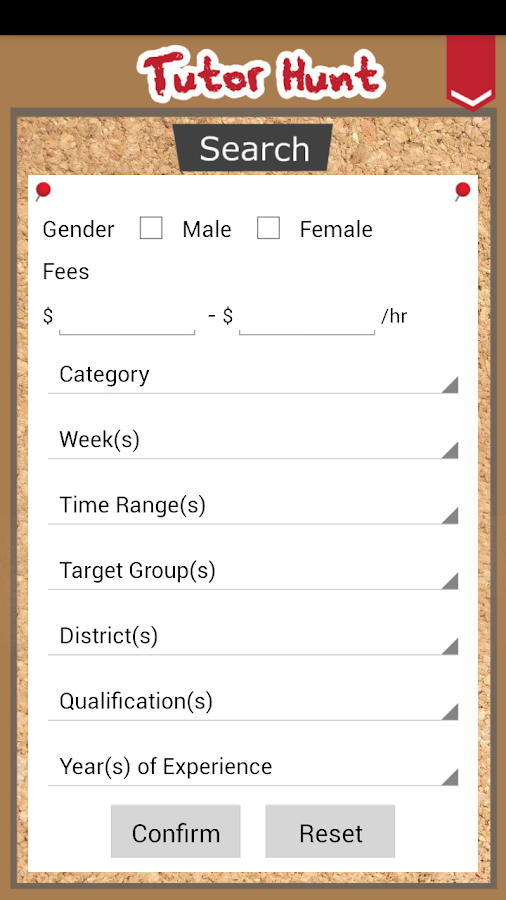 Tutor Hunt
Search
Gender Male Female
Fees
$ - $ /hr
Category
Week(s)
Time Range(s)
Target Group(s)
District(s)
Qualification(s)
Year(s) of Experience
Confirm Reset